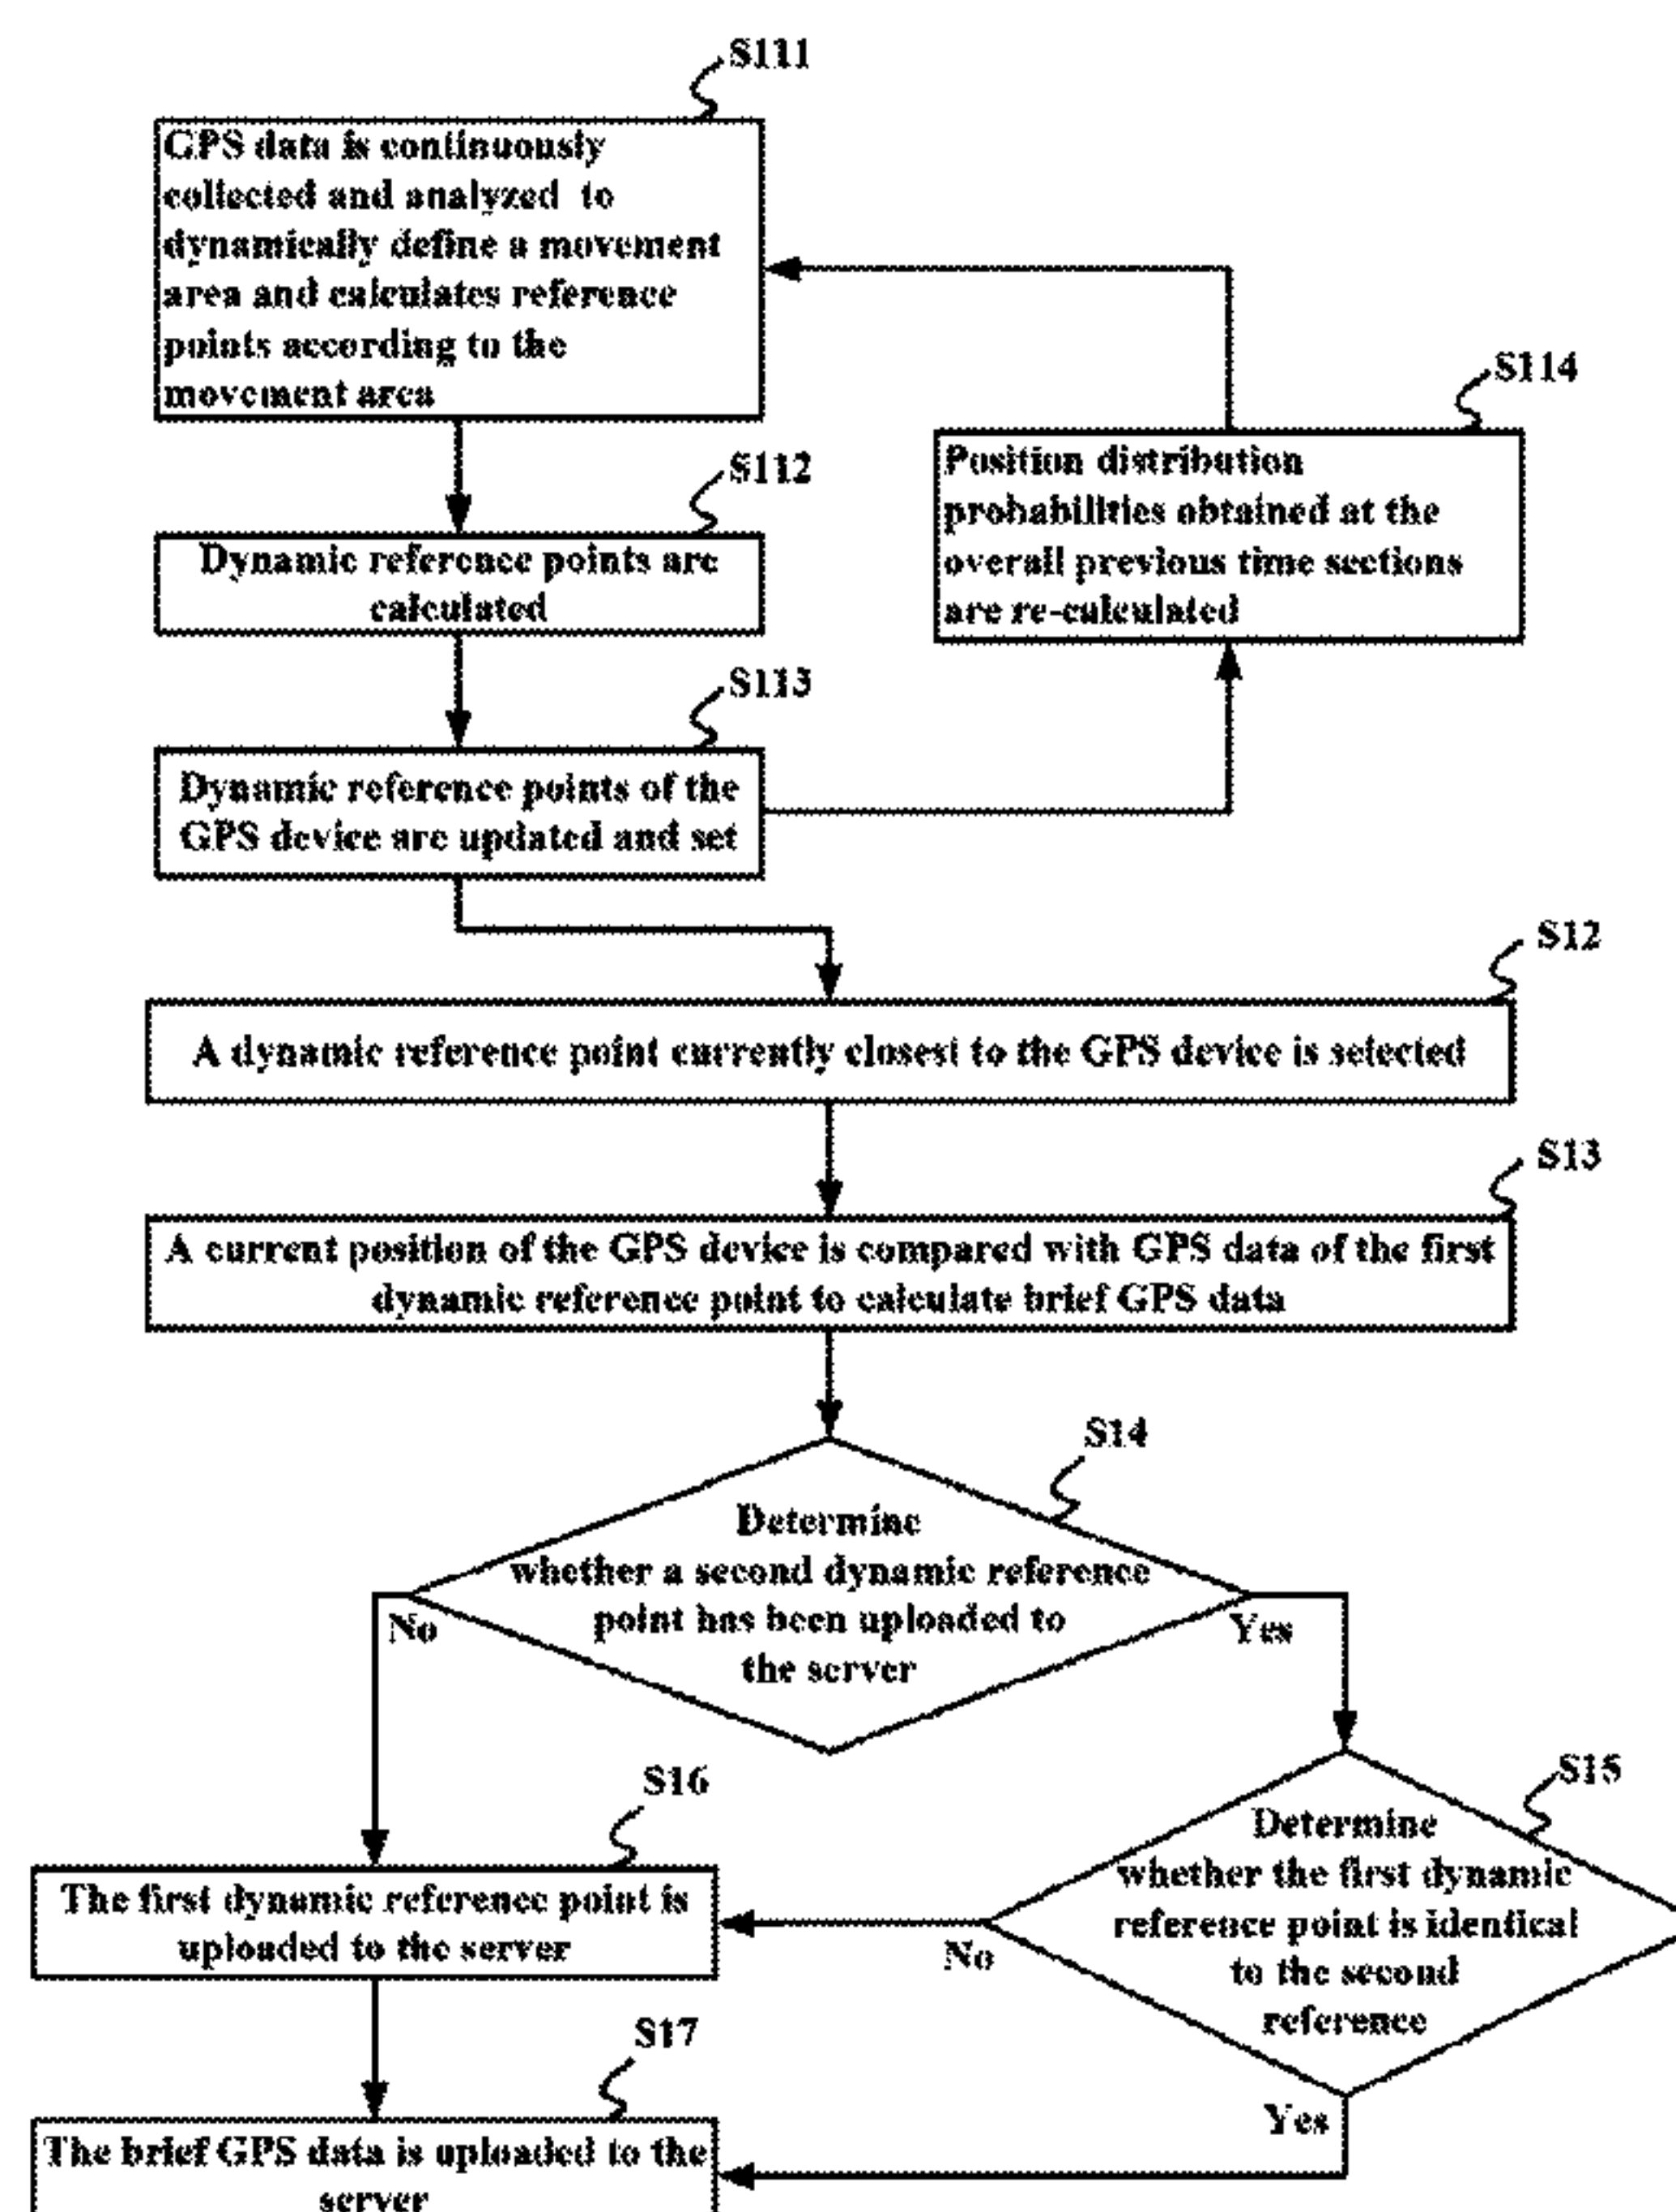 S111
GPS data is continuously
collected and analyzed to
dynamically define a movement
area and calculates reference
points according to the
movement area
S114
Position distribution
probabilities obtained at the
overall previous time sections
are re-calculated
S112
Dynamic reference points are
calculated
S113
Dynamic reference points of the
GPS device are updated and set
S12
A dynamic reference point currently closest to the GPS device is selected
S13
A current position of the GPS device is compared with GPS data of the first
dynamic reference point to calculate brief GPS data
S14
Determine
whether a second dynamic reference
point has been uploaded to
the server
No
Yes
S15
Determine
whether the first dynamic
reference point is identical
to the second
reference
No
Yes
S16
The first dynamic reference point is
uploaded to the server
S17
The brief GPS data is uploaded to the
server